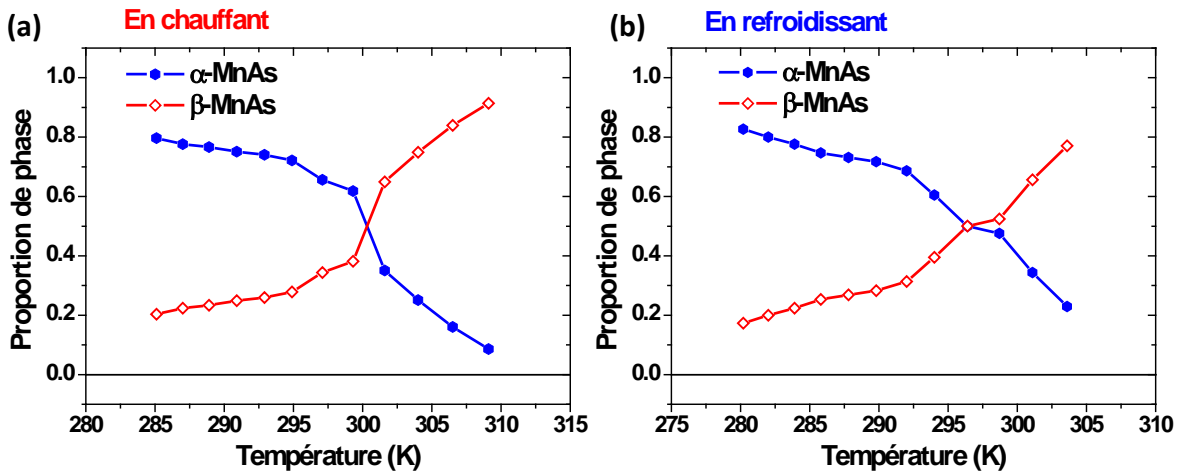 (a)
En chauffant
α-MnAs
β-MnAs
Proportion de phase
1.0
0.8
0.6
0.4
0.2
0.0
280 285 290 295 300 305 310 315
Température (K)
(b)
En refroidissant
α-MnAs
β-MnAs
Proportion de phase
1.0
0.8
0.6
0.4
0.2
0.0
275 280 285 290 295 300 305 310
Température (K)